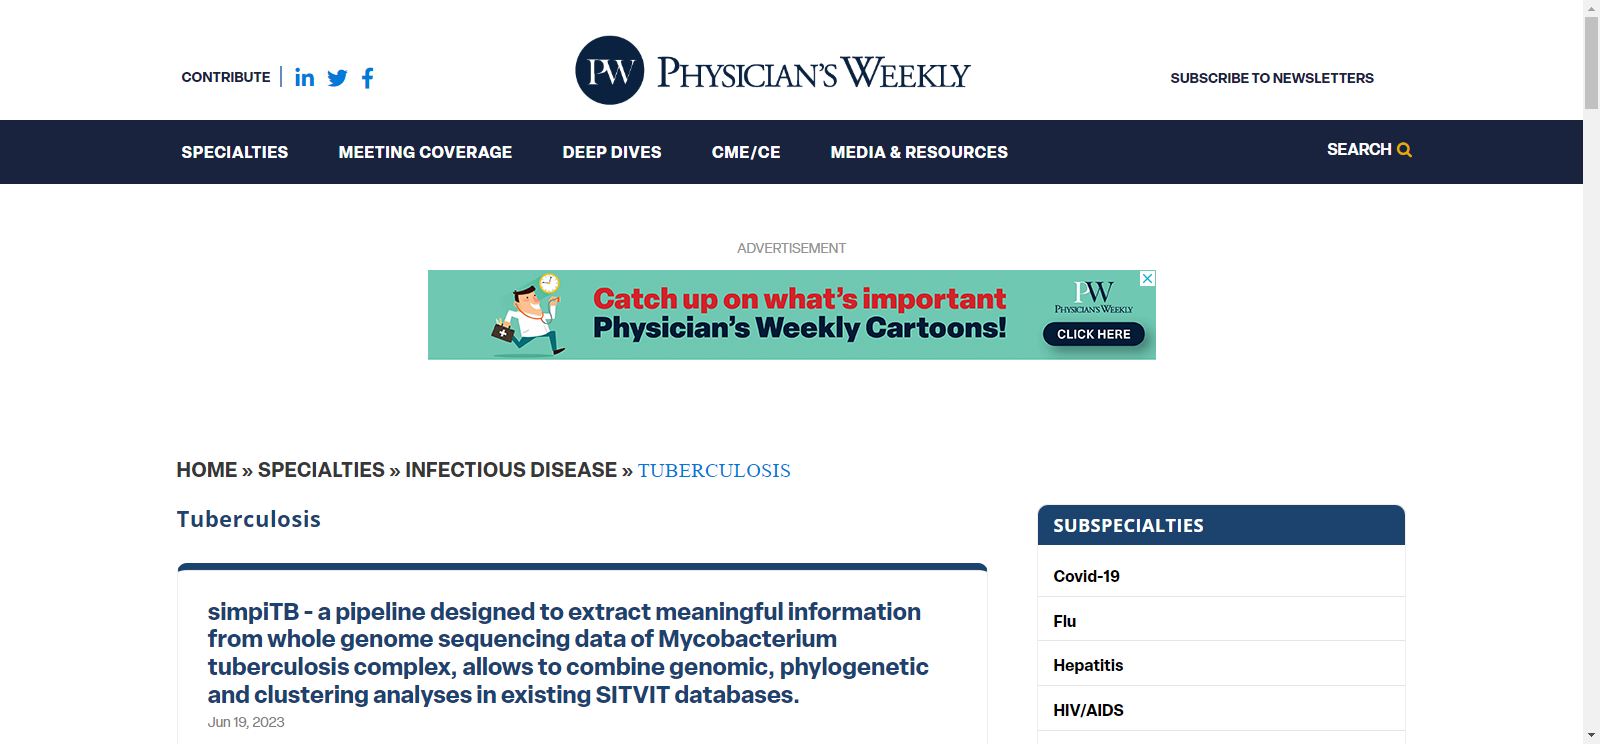 CONTRIBUTE
PW PHYSICIAN'S WEEKLY
SUBSCRIBE TO NEWSLETTERS
SPECIALTIES MEETING COVERAGE DEEP DIVES CME/CE MEDIA & RESOURCES SEARCH
ADVERTISEMENT
Catch up on what's important
Physician's Weekly Cartoons!
PW
PHYSICIAN'S WEEKLY
CLICK HERE
HOME » SPECIALTIES » INFECTIOUS DISEASE » TUBERCULOSIS
Tuberculosis
simpiTB - a pipeline designed to extract meaningful information
from whole genome sequencing data of Mycobacterium
tuberculosis complex, allows to combine genomic, phylogenetic
and clustering analyses in existing SITVIT databases.
Jun 19, 2023
SUBSPECIALTIES
Covid-19
Flu
Hepatitis
HIV/AIDS